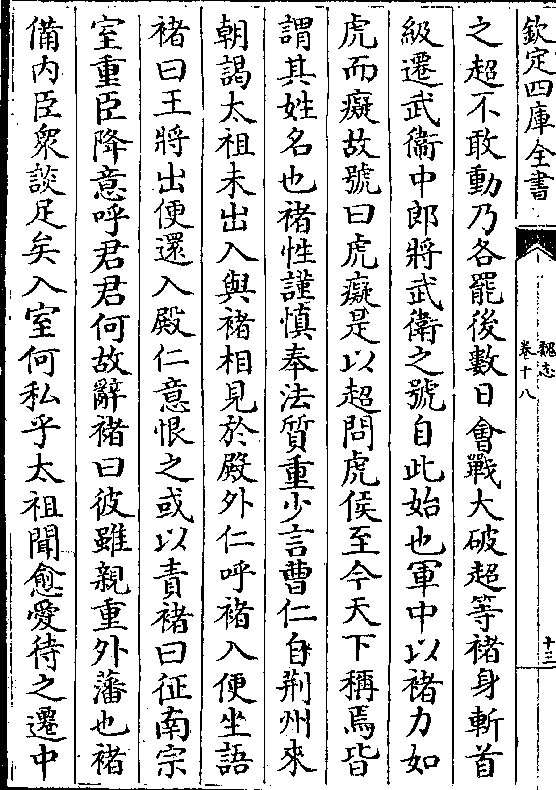 欽定四庫全書
魏志
卷十八
十三
之超不敢動乃各罷後數日會戰大破超等褚身斬首
級遷武衞中郎將武衞之號自此始也軍中以褚力如
虎而癡故號曰虎癡是以超問虎侯至今天下稱焉皆
謂其姓名也褚性謹慎奉法質重少言曹仁自荆州來
朝謁太祖未出入與褚相見於殿外仁呼褚入便坐語
褚曰王將出便還入殿仁意恨之或以責褚曰征南宗
室重臣降意呼君君何故辭褚曰彼雖親重外藩也褚
備内臣衆談足矣入室何私乎太祖聞愈愛待之遷中